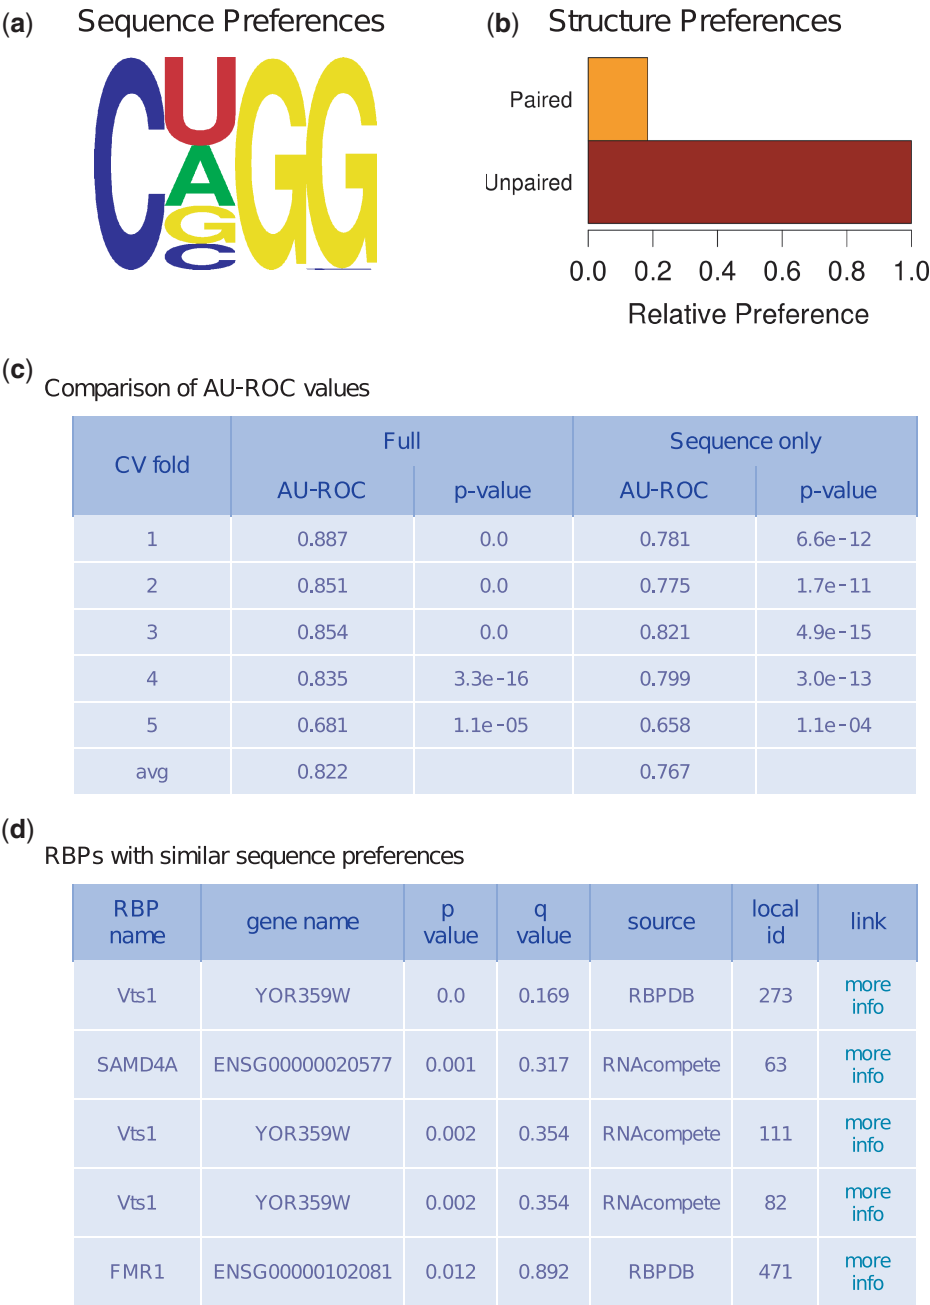 (a) Sequence Preferences
CUGG
A
G
C
(b) Structure Preferences
Paired
Unpaired
0.0 0.2 0.4 0.6 0.8 1.0
Relative Preference
(c)
Comparison of AU-ROC values
CV fold Full Sequence only
AU-ROC p-value AU-ROC p-value
1 0.887 0.0 0.781 6.6e-12
2 0.851 0.0 0.775 1.7e-11
3 0.854 0.0 0.821 4.9e-15
4 0.835 3.3e-16 0.799 3.0e-13
5 0.681 1.1e-05 0.658 1.1e-04
avg 0.822 0.767
(d)
RBPs with similar sequence preferences
RBP name gene name p value q value source local id link
Vts1 YOR359W 0.0 0.169 RBPDB 273 more info
SAMD4A ENSG00000020577 0.001 0.317 RNAcompete 63 more info
Vts1 YOR359W 0.002 0.354 RNAcompete 111 more info
Vts1 YOR359W 0.002 0.354 RNAcompete 82 more info
FMR1 ENSG00000102081 0.012 0.892 RBPDB 471 more info